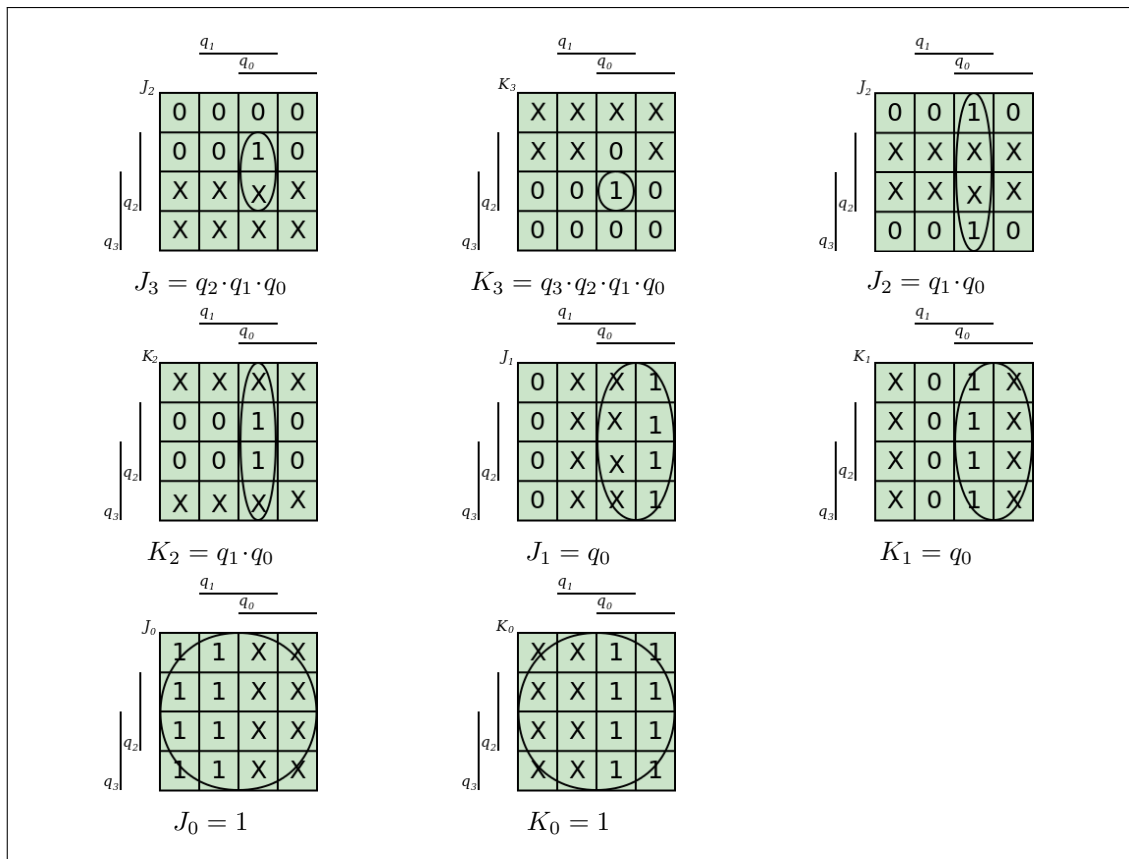 q1 q1 q1
q0 q0 q0
J2 K3 J2
0 0 0 0 X X X X 0 0 1 0
0 0 1 0 X X 0 X X X X X
q2 X X X X q2 0 0 1 0 q2 X X X X
q3 X X X X q3 0 0 0 0 q3 0 0 1 0
J3 = q2·q1·q0 K3 = q3·q2·q1·q0 J2 = q1·q0
q1 q1 q1
q0 q0 q0
K2 J1 K1
X X X X 0 X X 1 X 0 1 X
0 0 1 0 0 X X 1 X 0 1 X
q2 0 0 1 0 q2 0 X X 1 q2 X 0 1 X
q3 X X X X q3 0 X X 1 q3 X 0 1 X
K2 = q1·q0 J1 = q0 K1 = q0
q1 q1
q0 q0
J0 K0
1 1 X X X X 1 1
1 1 X X X X 1 1
q2 1 1 X X q2 X X 1 1
q3 1 1 X X q3 X X 1 1
J0 = 1 K0 = 1